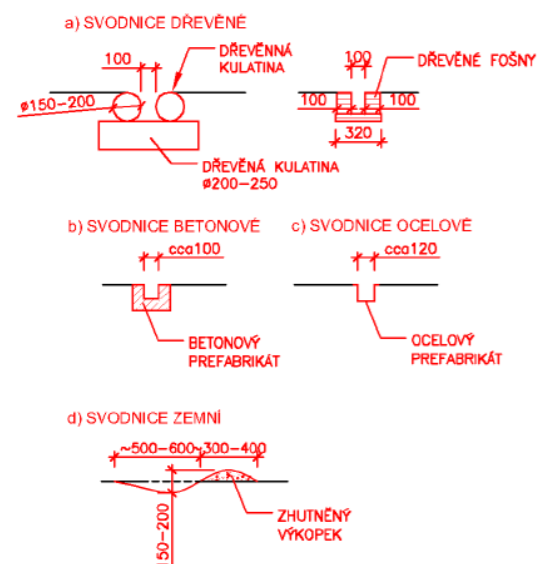 a) SVODNICE DŘEVĚNÉ
100
DŘEVĚNNÁ
KULATINA
ø150-200
DŘEVĚNÁ KULATINA
ø200-250
100
DŘEVĚNÉ FOŠNY
100
100
320
b) SVODNICE BETONOVÉ
cca100
BETONOVÝ
PREFABRIKÁT
c) SVODNICE OCELOVÉ
cca120
OCELOVÝ
PREFABRIKÁT
d) SVODNICE ZEMNÍ
~500-600
~300-400
150-200
ZHUTNĚNÝ
VÝKOPEK